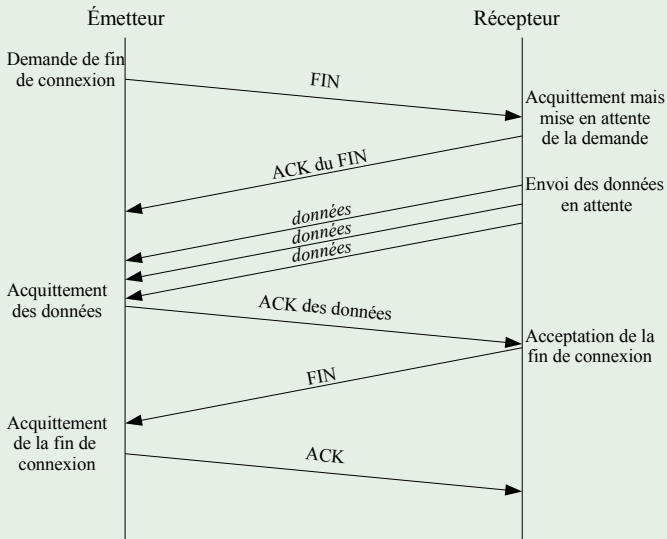 Émetteur
Récepteur
Demande de fin
de connexion
FIN
Acquittement mais
mise en attente
de la demande
ACK du FIN
Envoi des données
en attente
données
données
données
Acquittement
des données
ACK des données
Acceptation de la
fin de connexion
FIN
Acquittement
de la fin de
connexion
ACK